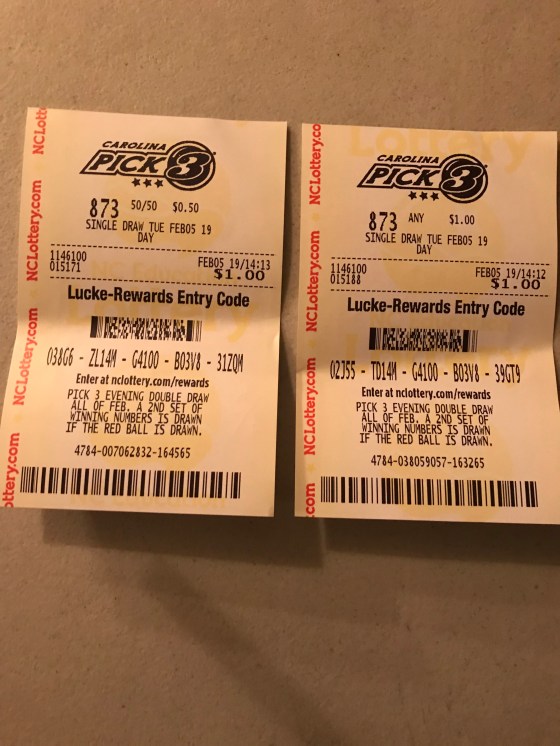 NCLottery.com NCLottery.com NCLott
CAROLINA
PICK 3
873 50/50 $0.50
SINGLE DRAW TUE FEB05 19
DAY
1146100 FEB05 19/14:13
015171 $1.00
Lucke-Rewards Entry Code
038G6 - ZL14M - G4100 - B03V8 - 31ZQM
Enter at nclottery.com/rewards
PICK 3 EVENING DOUBLE DRAW
ALL OF FEB. A 2ND SET OF
WINNING NUMBERS IS DRAWN
IF THE RED BALL IS DRAWN.
4784-007062832-164565
.com NCLottery.com NCLottery.com NCLottery.co
Lottery
CAROLINA
PICK 3
873 ANY $1.00
SINGLE DRAW TUE FEB05 19
DAY
1146100 FEB05 19/14:12
015188 $1.00
Lucke-Rewards Entry Code
02J55 - TD14M - G4100 - B03V8 - 39GT9
Enter at nclottery.com/rewards
PICK 3 EVENING DOUBLE DRAW
ALL OF FEB. A 2ND SET OF
WINNING NUMBERS IS DRAWN
IF THE RED BALL IS DRAWN.
4784-038059057-163265